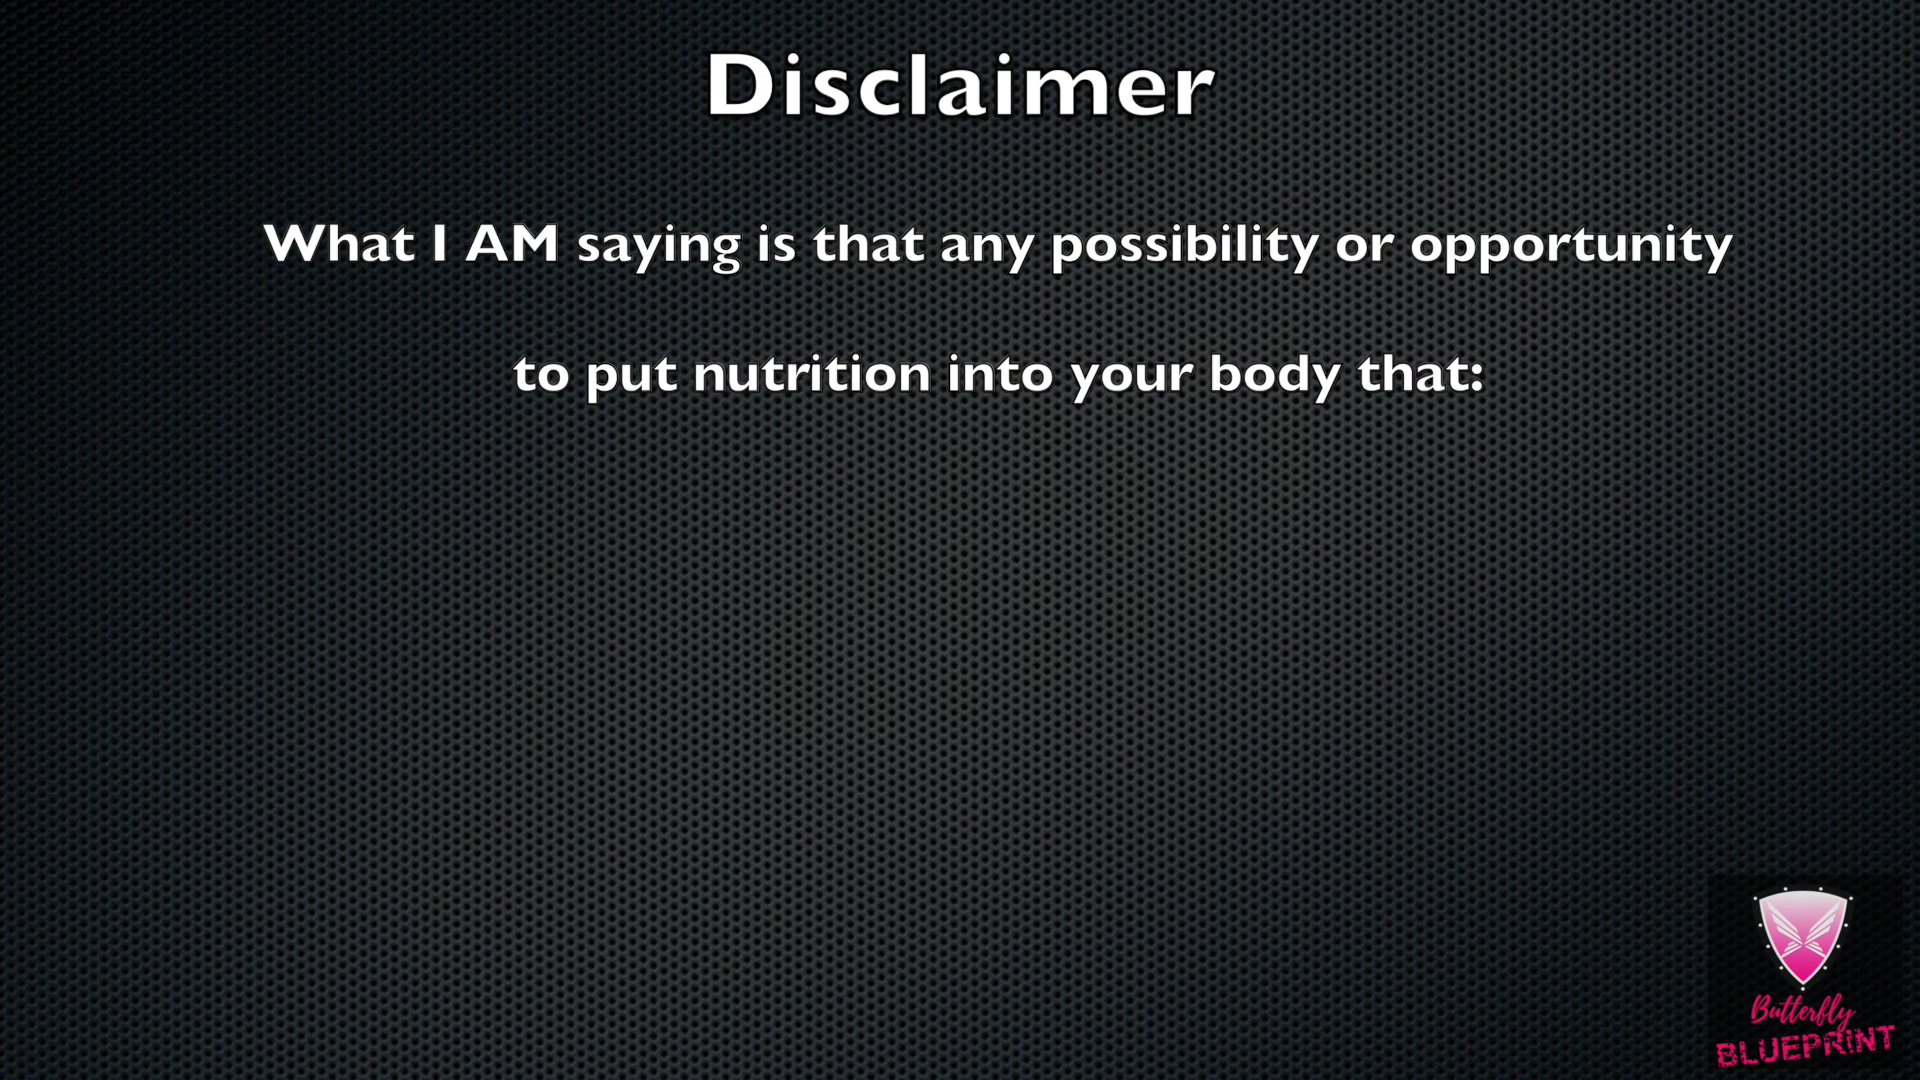 Disclaimer
What I AM saying is that any possibility or opportunity
to put nutrition into your body that:
Butterfly
BLUEPRINT